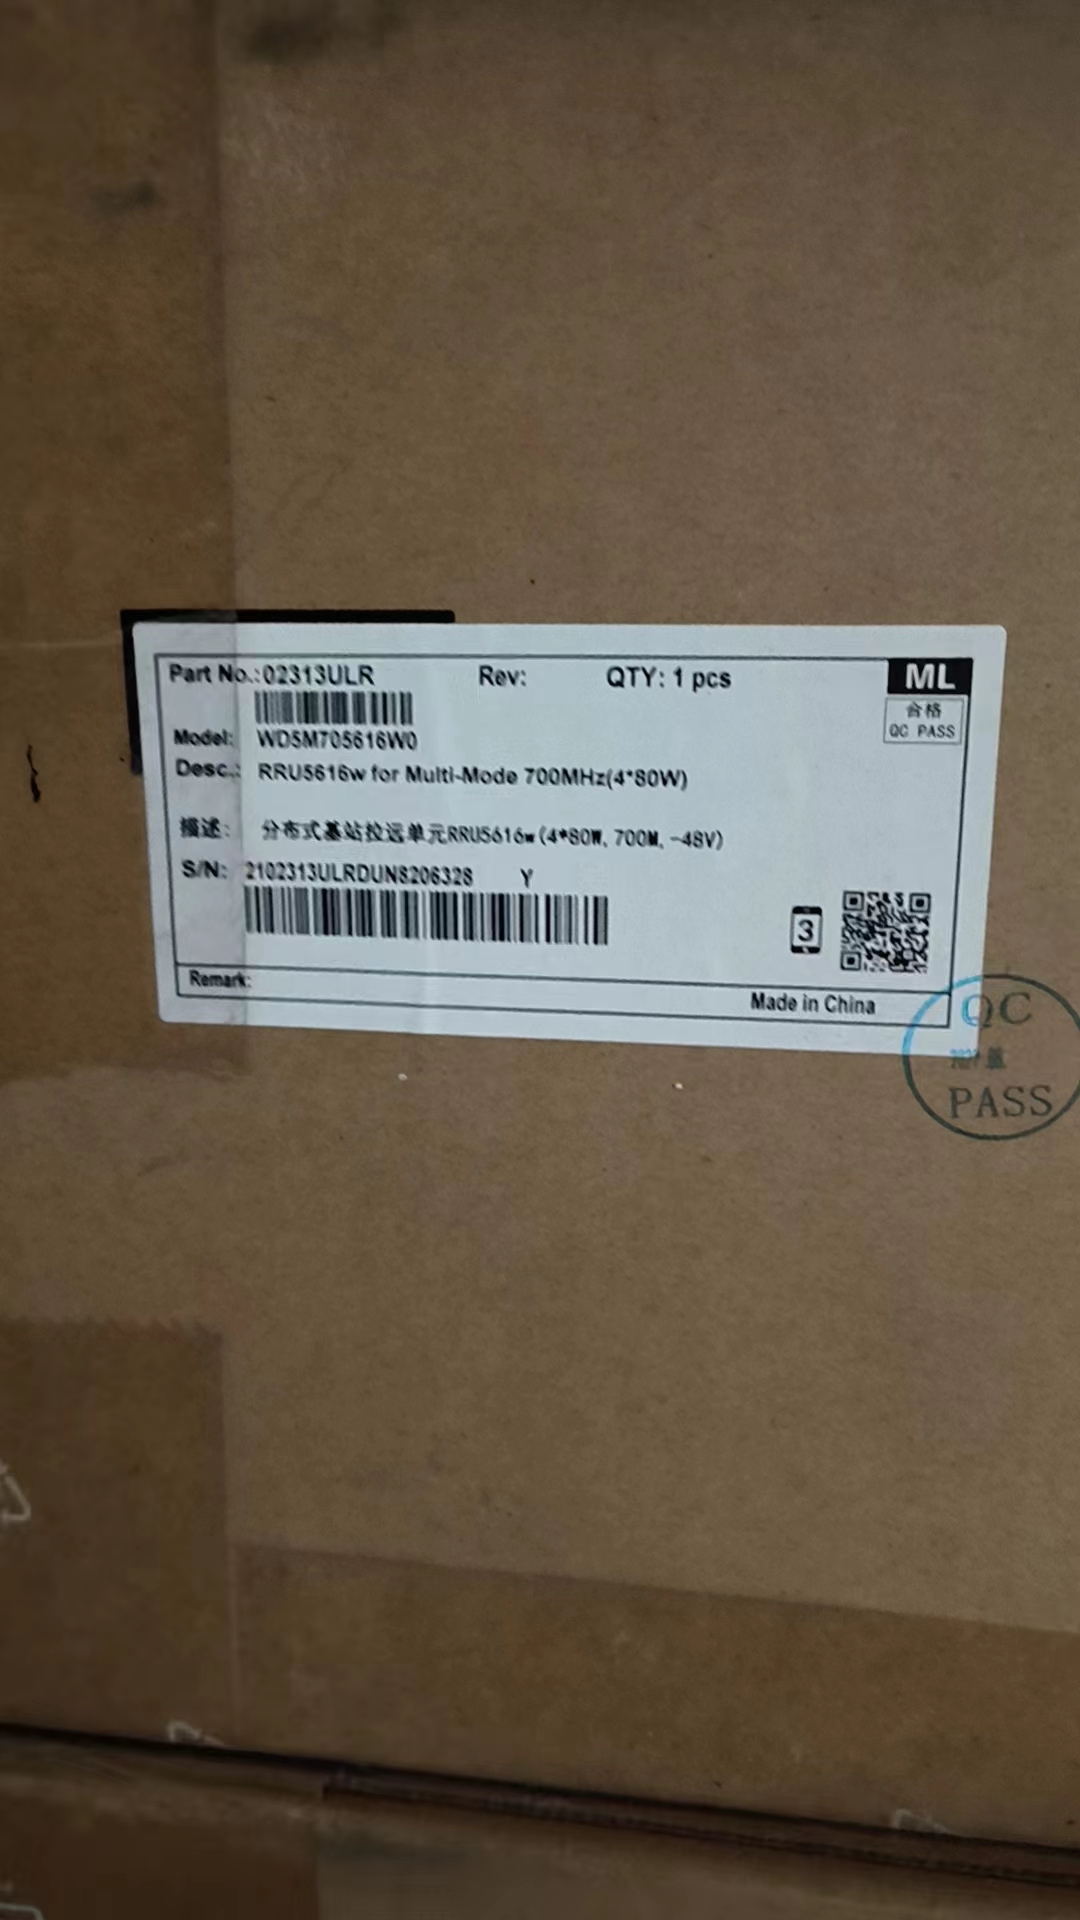 Part No.:02313ULR Rev: QTY: 1 pcs ML
合格
QC PASS
Model: WD5M705616W0
Desc.: RRU5616w for Multi-Mode 700MHz(4*80W)
描述: 分布式基站拉远单元RRU5616w(4*80W, 700M, -48V)
S/N: 2102313ULRDUN8206328 Y
3
Remark:
Made in China
QC
PASS